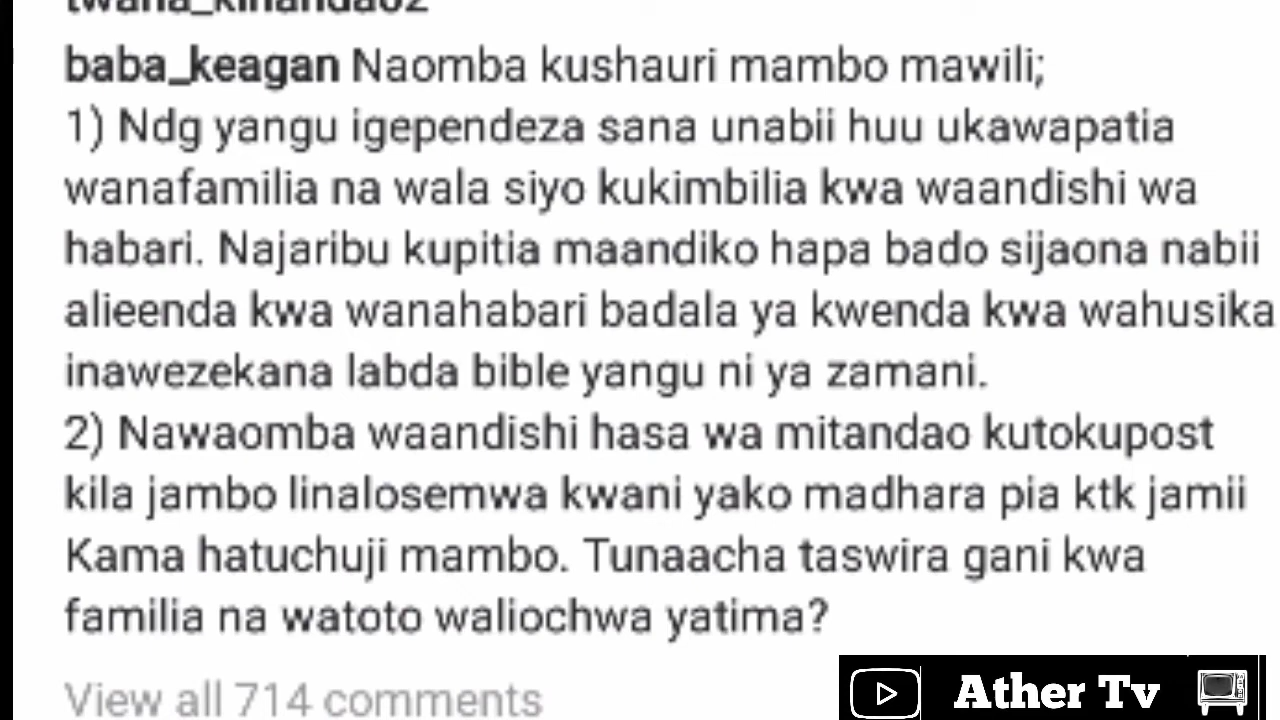 baba_keagan Naomba kushauri mambo mawili;
1) Ndg yangu igependeza sana unabii huu ukawapatia
wanafamilia na wala siyo kukimbilia kwa waandishi wa
habari. Najaribu kupitia maandiko hapa bado sijaona nabii
alieenda kwa wanahabari badala ya kwenda kwa wahusika
inawezekana labda bible yangu ni ya zamani.
2) Nawaomba waandishi hasa wa mitandao kutokupost
kila jambo linalosemwa kwani yako madhara pia ktk jamii
Kama hatuchuji mambo. Tunaacha taswira gani kwa
familia na watoto waliochwa yatima?
View all 714 comments
Ather Tv